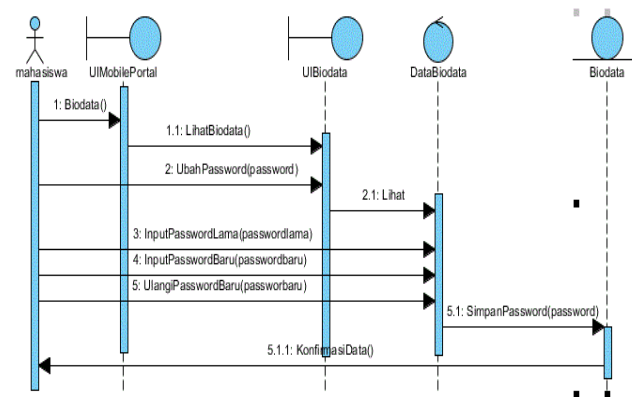 mahasiswa
UIMobilePortal
UIBiodata
DataBiodata
Biodata
1: Biodata()
1.1: LihatBiodata()
2: UbahPassword(password)
2.1: Lihat
3: InputPasswordLama(passwordlama)
4: InputPasswordBaru(passwordbaru)
5: UlangiPasswordBaru(passworbaru)
5.1: SimpanPassword(password)
5.1.1: KonfirmasiData()